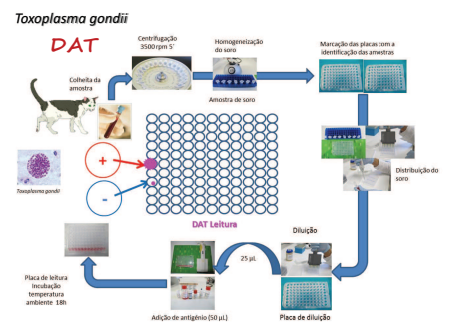 Toxoplasma gondii
DAT
Colheita da
amostra
Centrifugação
3500 rpm 5´
Homogeneização
do soro
Amostra de soro
Marcação das placas com a
identificação das amestras
Distribuição do
soro
Toxoplasma gondii
+
-
DAT Leitura
Diluição
Placa de diluição
25 µL
Adição de antigénio (50 µL)
Placa de leitura
Incubação
temperatura
ambiente 18h